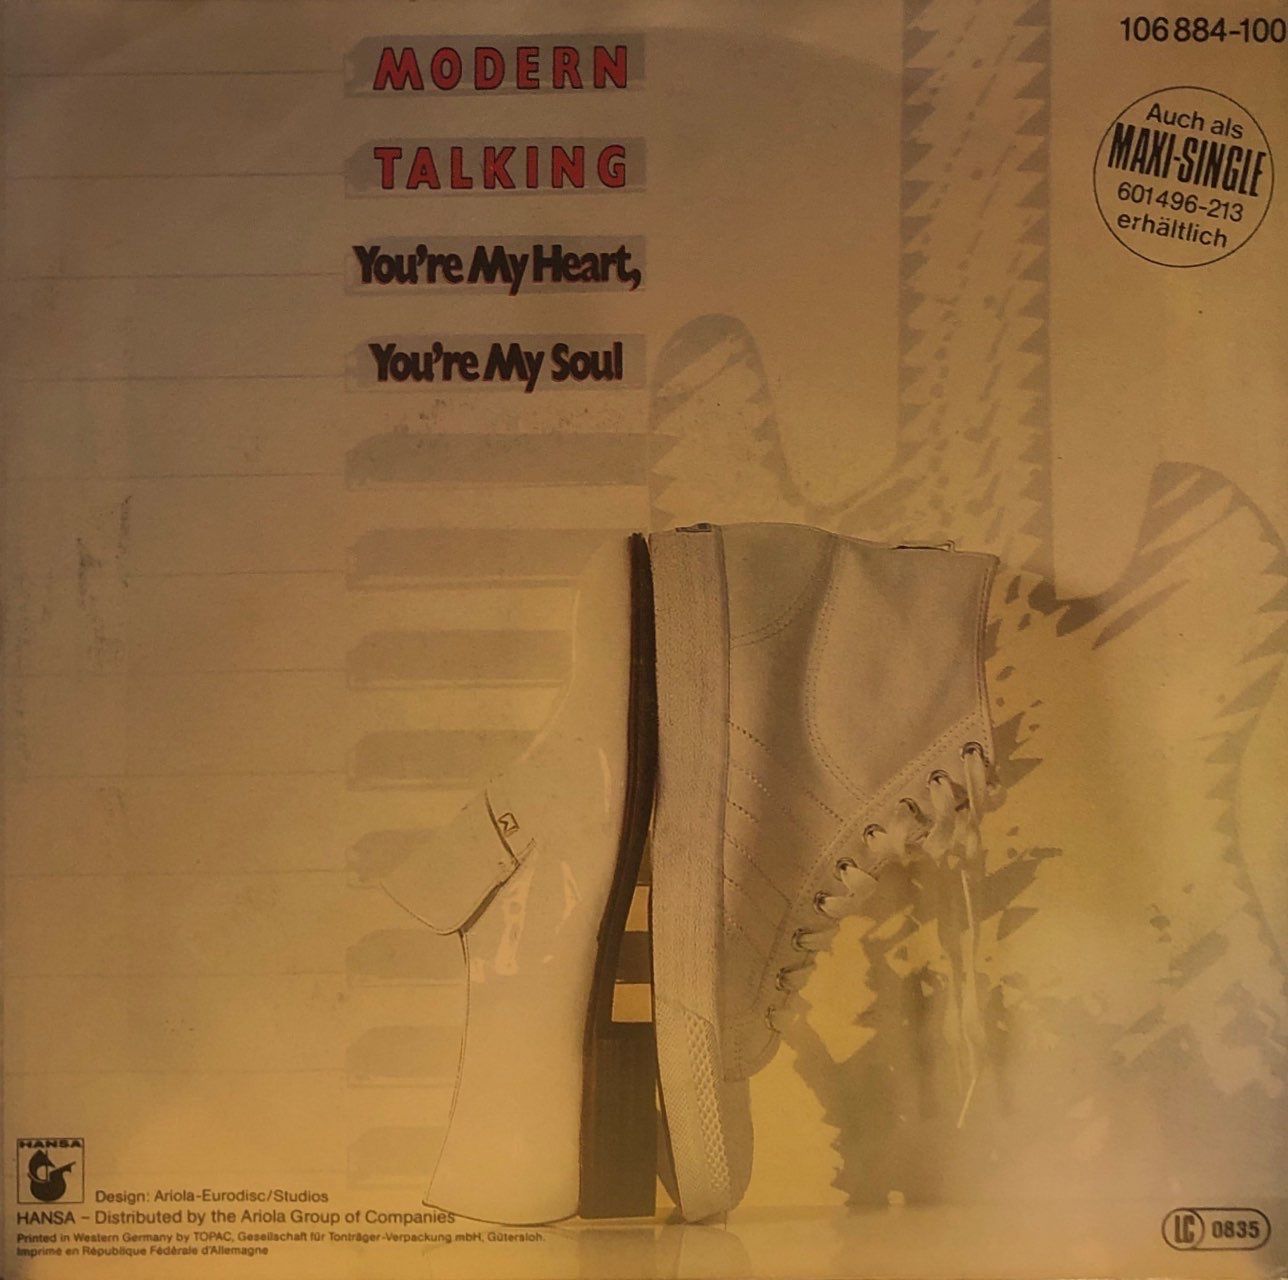 106 884-100
MODERN
TALKING
You're My Heart,
You're My Soul
Auch als
MAXI-SINGLE
601 496-213
erhältlich
HANSA
Design: Ariola-Eurodisc/Studios
HANSA – Distributed by the Ariola Group of Companies
Printed in Western Germany by TOPAC, Gesellschaft für Tonträger-Verpackung mbH, Gütersloh.
Imprimé en République Fédérale d'Allemagne
LC 0835